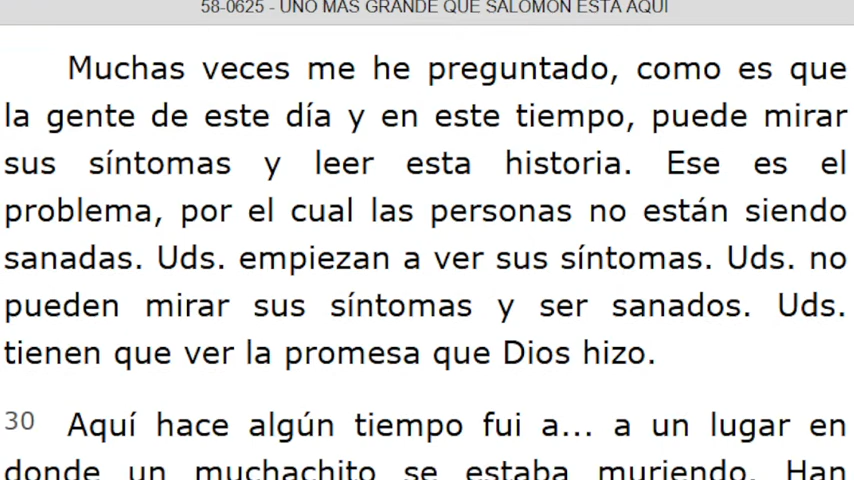 58-0625 - UNO MAS GRANDE QUE SALOMON ESTA AQUI
Muchas veces me he preguntado, como es que
la gente de este día y en este tiempo, puede mirar
sus síntomas y leer esta historia. Ese es el
problema, por el cual las personas no están siendo
sanadas. Uds. empiezan a ver sus síntomas. Uds. no
pueden mirar sus síntomas y ser sanados. Uds.
tienen que ver la promesa que Dios hizo.
30 Aquí hace algún tiempo fui a... a un lugar en
donde un muchachito se estaba muriendo. Han